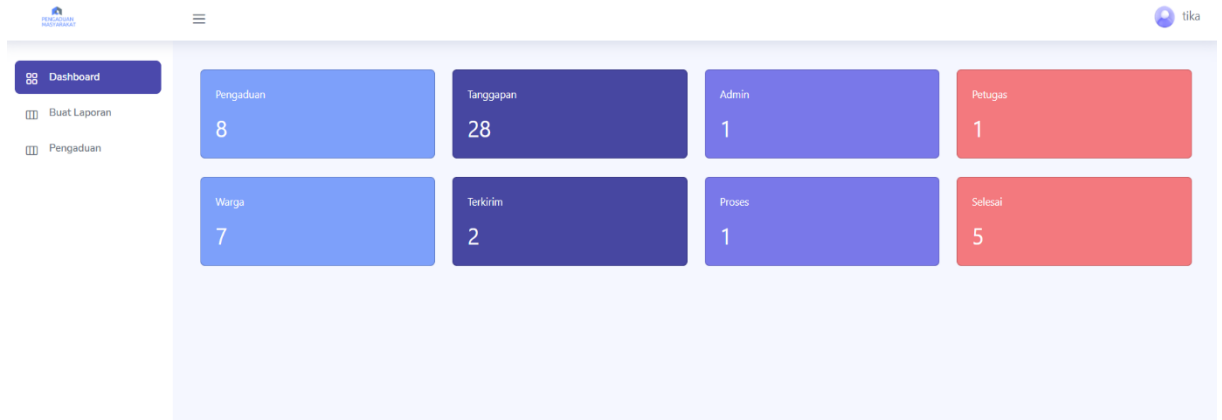 PENGADUAN
MASYARAKAT
tika
Dashboard
Buat Laporan
Pengaduan
Pengaduan
8
Tanggapan
28
Admin
1
Petugas
1
Warga
7
Terkirim
2
Proses
1
Selesai
5